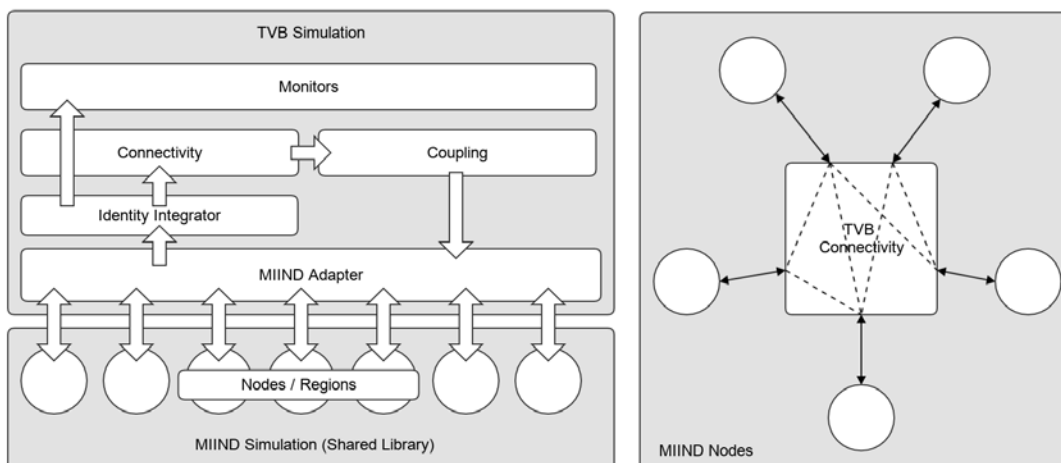 TVB Simulation
Monitors
Connectivity
Coupling
Identity Integrator
MIIND Adapter
Nodes / Regions
MIIND Simulation (Shared Library)
TVB
Connectivity
MIIND Nodes